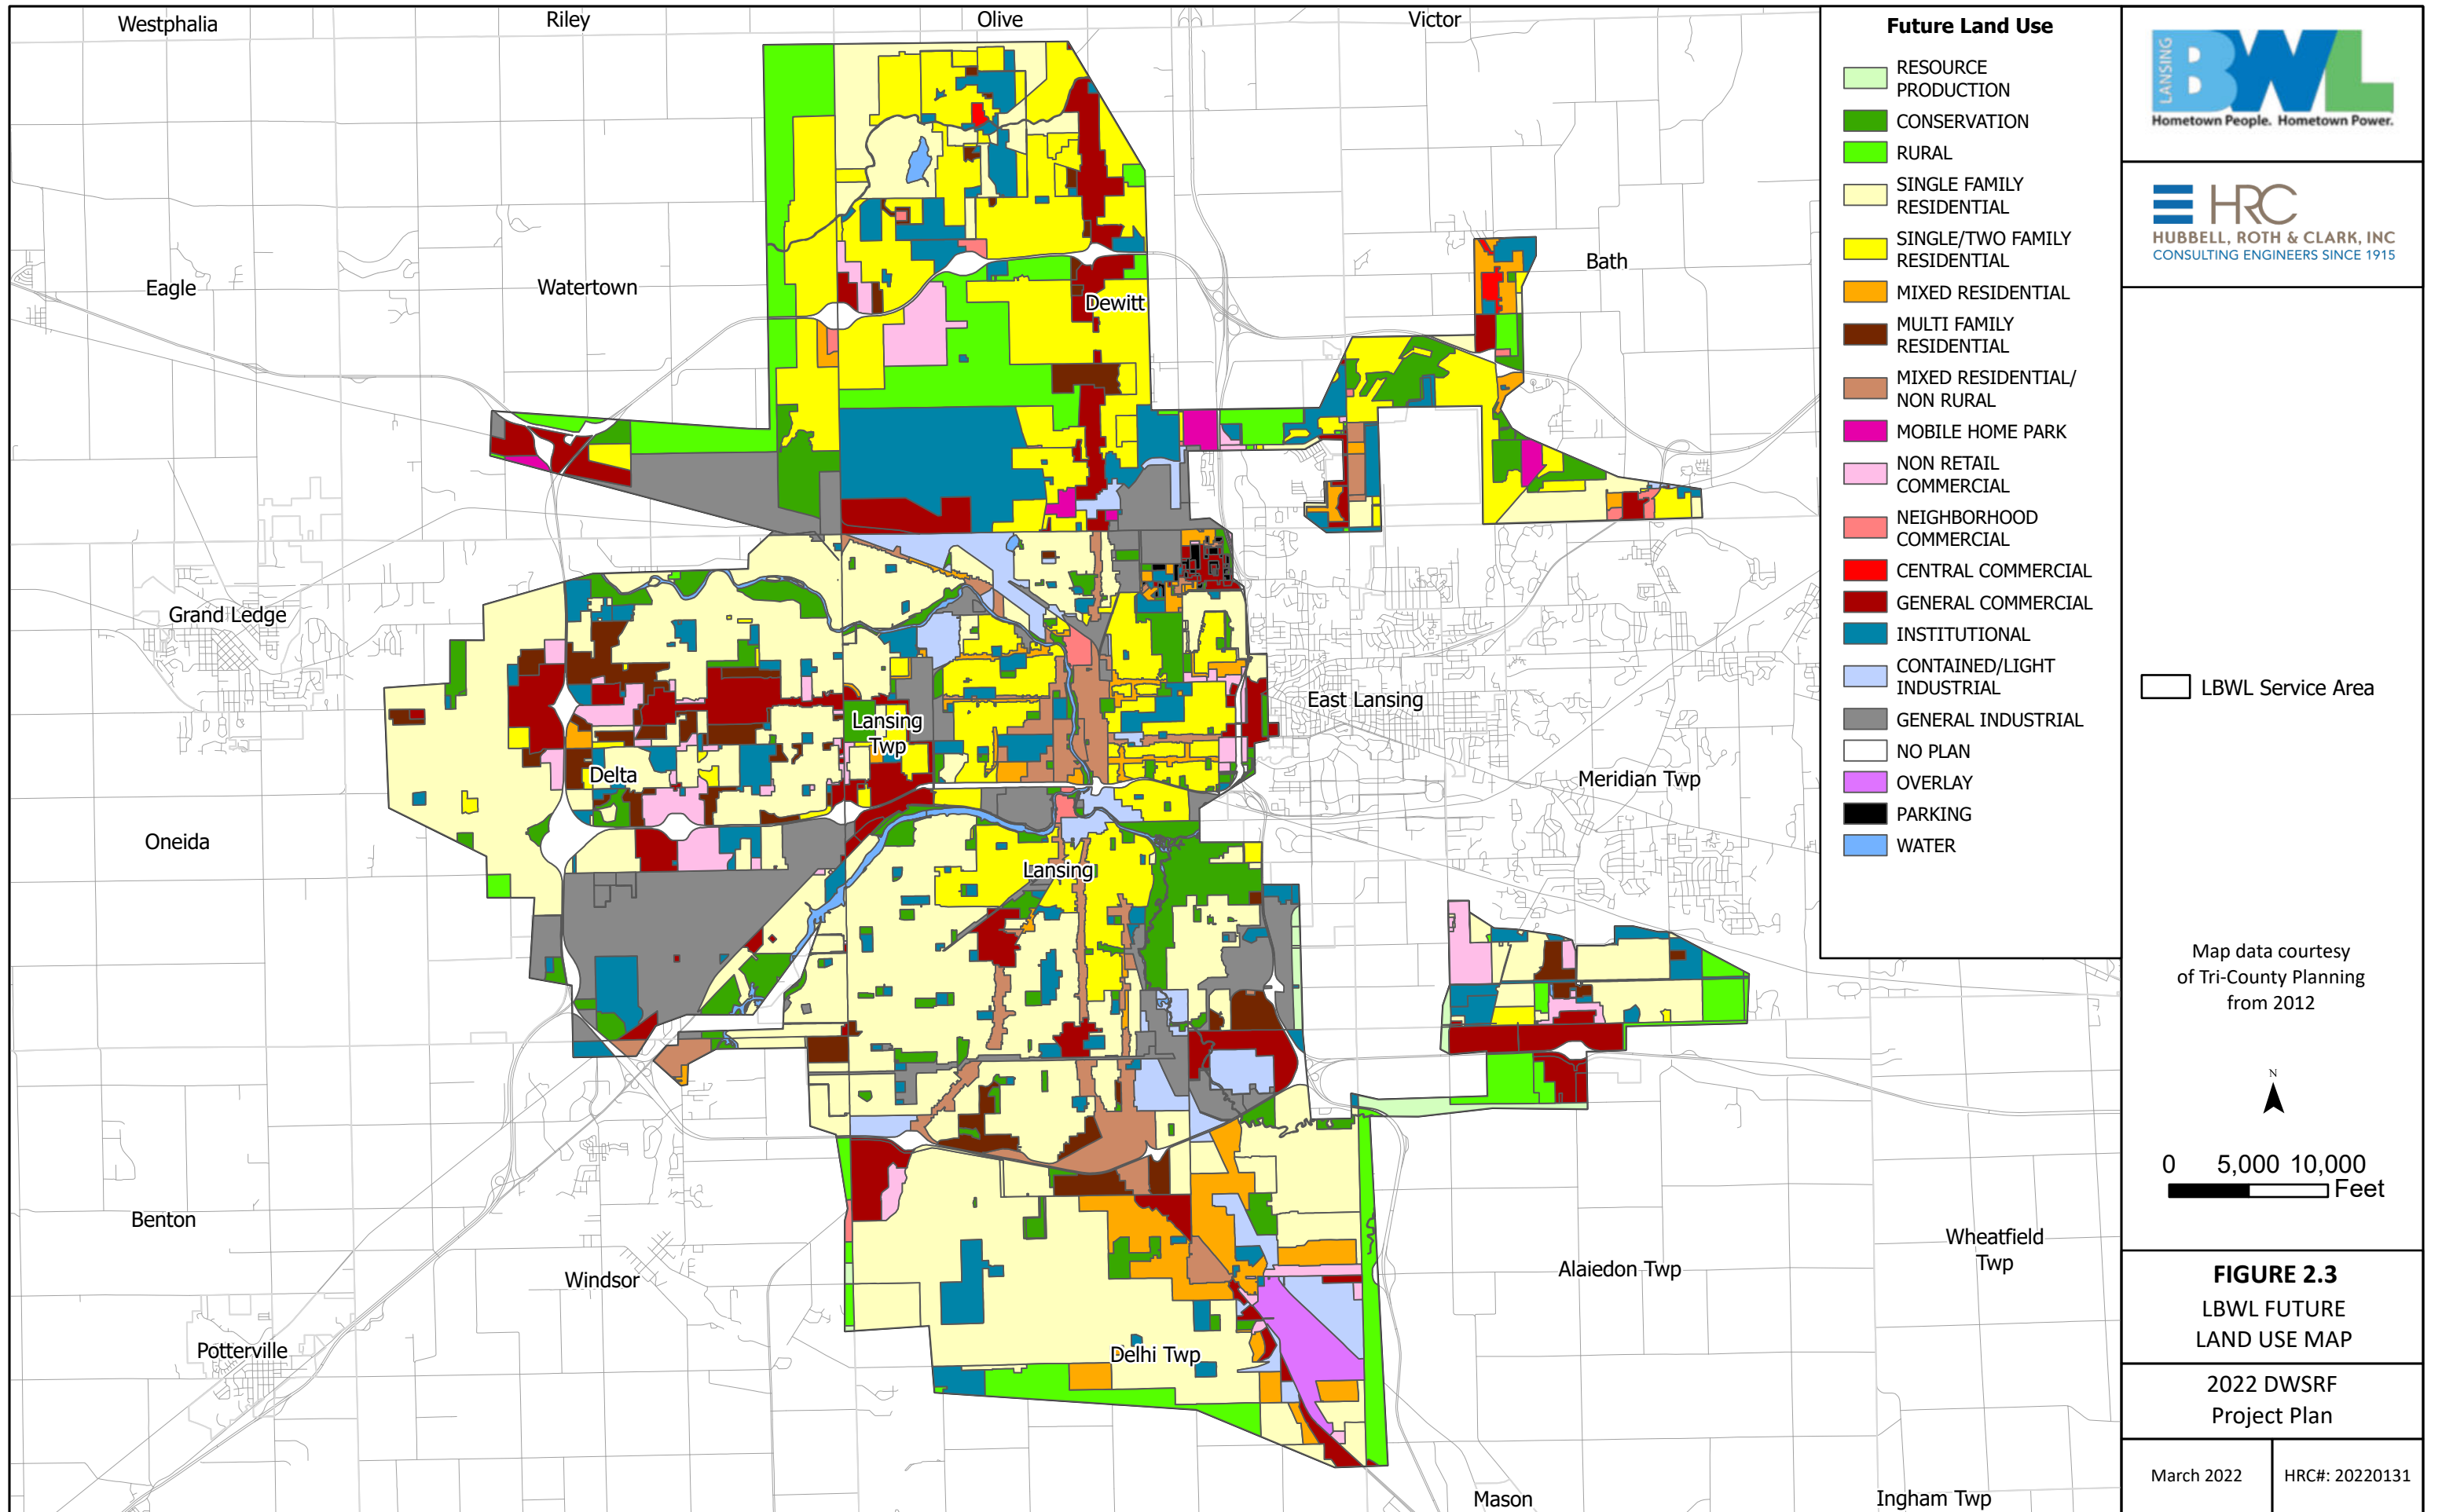 Westphalia
Riley
Olive
Victor
Eagle
Watertown
Dewitt
Bath
Grand Ledge
East Lansing
Lansing
Twp
Delta
Meridian Twp
Oneida
Lansing
Benton
Windsor
Alaiedon Twp
Wheatfield
Twp
Potterville
Delhi Twp
Mason
Ingham Twp
Future Land Use
RESOURCE
PRODUCTION
CONSERVATION
RURAL
SINGLE FAMILY
RESIDENTIAL
SINGLE/TWO FAMILY
RESIDENTIAL
MIXED RESIDENTIAL
MULTI FAMILY
RESIDENTIAL
MIXED RESIDENTIAL/
NON RURAL
MOBILE HOME PARK
NON RETAIL
COMMERCIAL
NEIGHBORHOOD
COMMERCIAL
CENTRAL COMMERCIAL
GENERAL COMMERCIAL
INSTITUTIONAL
CONTAINED/LIGHT
INDUSTRIAL
GENERAL INDUSTRIAL
NO PLAN
OVERLAY
PARKING
WATER
LANSING
BWL
Hometown People. Hometown Power.
HRC
HUBBELL, ROTH & CLARK, INC
CONSULTING ENGINEERS SINCE 1915
LBWL Service Area
Map data courtesy
of Tri-County Planning
from 2012
N
0 5,000 10,000
Feet
FIGURE 2.3
LBWL FUTURE
LAND USE MAP
2022 DWSRF
Project Plan
March 2022
HRC#: 20220131